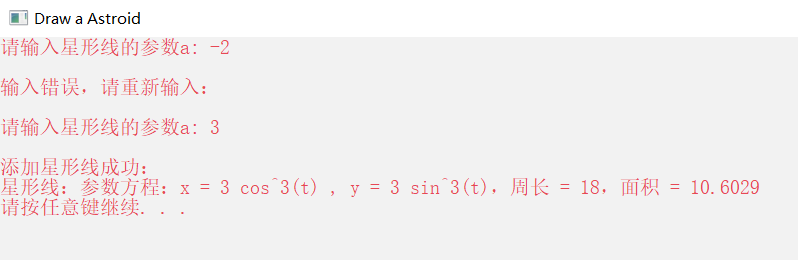 Draw a Astroid
请输入星形线的参数a: -2
输入错误，请重新输入：
请输入星形线的参数a: 3
添加星形线成功：
星形线：参数方程：x = 3 cos^3(t) , y = 3 sin^3(t)，周长 = 18，面积 = 10.6029
请按任意键继续. . .